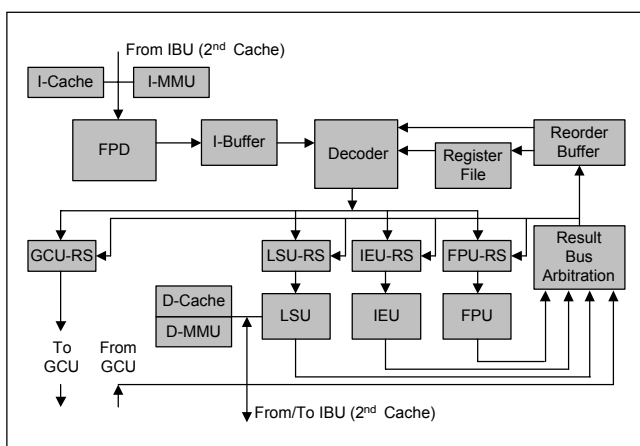 From IBU (2nd Cache)
I-Cache
I-MMU
FPD
I-Buffer
Decoder
Register
File
Reorder
Buffer
GCU-RS
LSU-RS
IEU-RS
FPU-RS
Result
Bus
Arbitration
D-Cache
D-MMU
LSU
IEU
FPU
To
GCU
From
GCU
From/To IBU (2nd Cache)